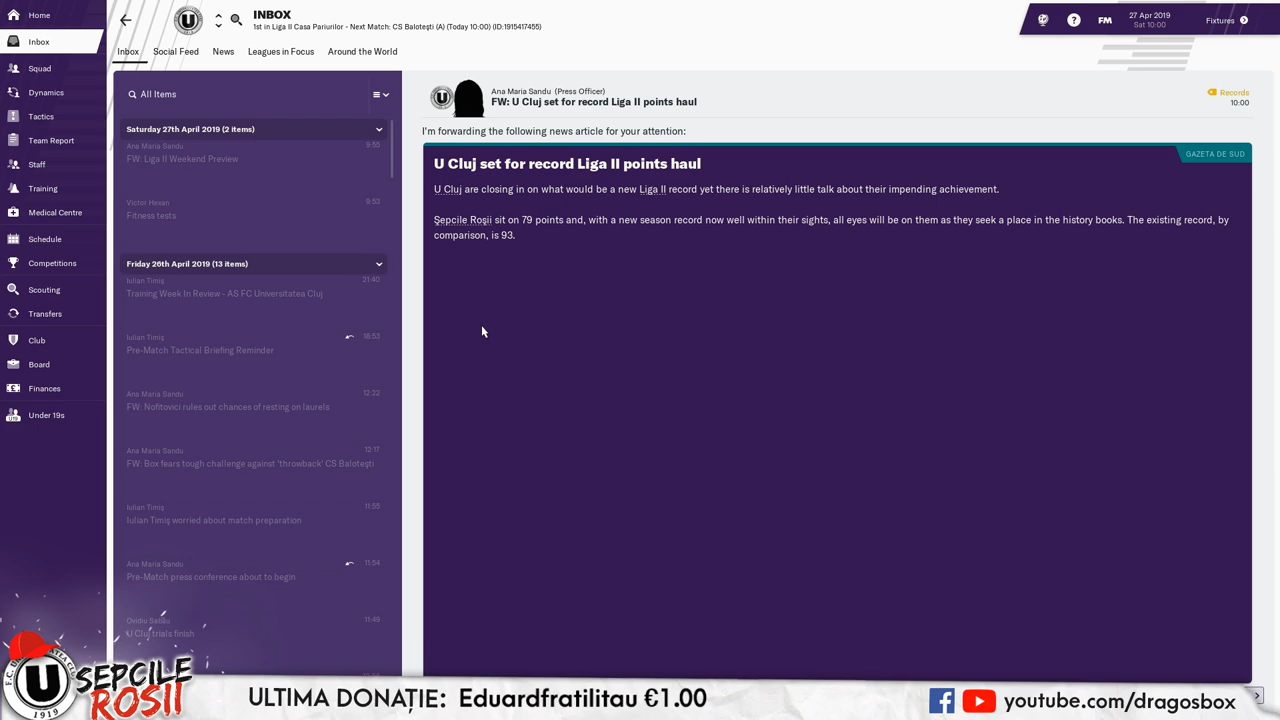 Home
Inbox
Squad
Dynamics
Tactics
Team Report
Staff
Training
Medical Centre
Schedule
Competitions
Scouting
Transfers
Club
Board
Finances
Under 19s
INBOX
1st in Liga II Casa Pariurilor - Next Match: CS Balotești (A) (Today 10:00) (ID:1915417455)
FM
27 Apr 2019
Sat 10:00
Fixtures
Inbox
Social Feed
News
Leagues in Focus
Around the World
All Items
Saturday 27th April 2019 (2 items)
Ana Maria Sandu 9:55
FW: Liga II Weekend Preview
Victor Hevan 9:53
Fitness tests
Friday 26th April 2019 (13 items)
Iulian Timiș 21:40
Training Week In Review - AS FC Universitatea Cluj
Iulian Timiș 18:53
Pre-Match Tactical Briefing Reminder
Ana Maria Sandu 12:22
FW: Nofitovici rules out chances of resting on laurels
Ana Maria Sandu 12:17
FW: Box fears tough challenge against 'throwback' CS Balotești
Iulian Timiș 11:55
Iulian Timiș worried about match preparation
Ana Maria Sandu 11:54
Pre-Match press conference about to begin
Ovidiu Sabău 11:49
U Cluj trials finish
Ana Maria Sandu (Press Officer)
FW: U Cluj set for record Liga II points haul
Records
10:00
I'm forwarding the following news article for your attention:
GAZETA DE SUD
U Cluj set for record Liga II points haul
U Cluj are closing in on what would be a new Liga II record yet there is relatively little talk about their impending achievement.
Șepcile Roșii sit on 79 points and, with a new season record now well within their sights, all eyes will be on them as they seek a place in the history books. The existing record, by
comparison, is 93.
U
1919
SEPCILE
ROSII
ULTIMA DONAȚIE: Eduardfratilitau €1.00
youtube.com/dragosbox